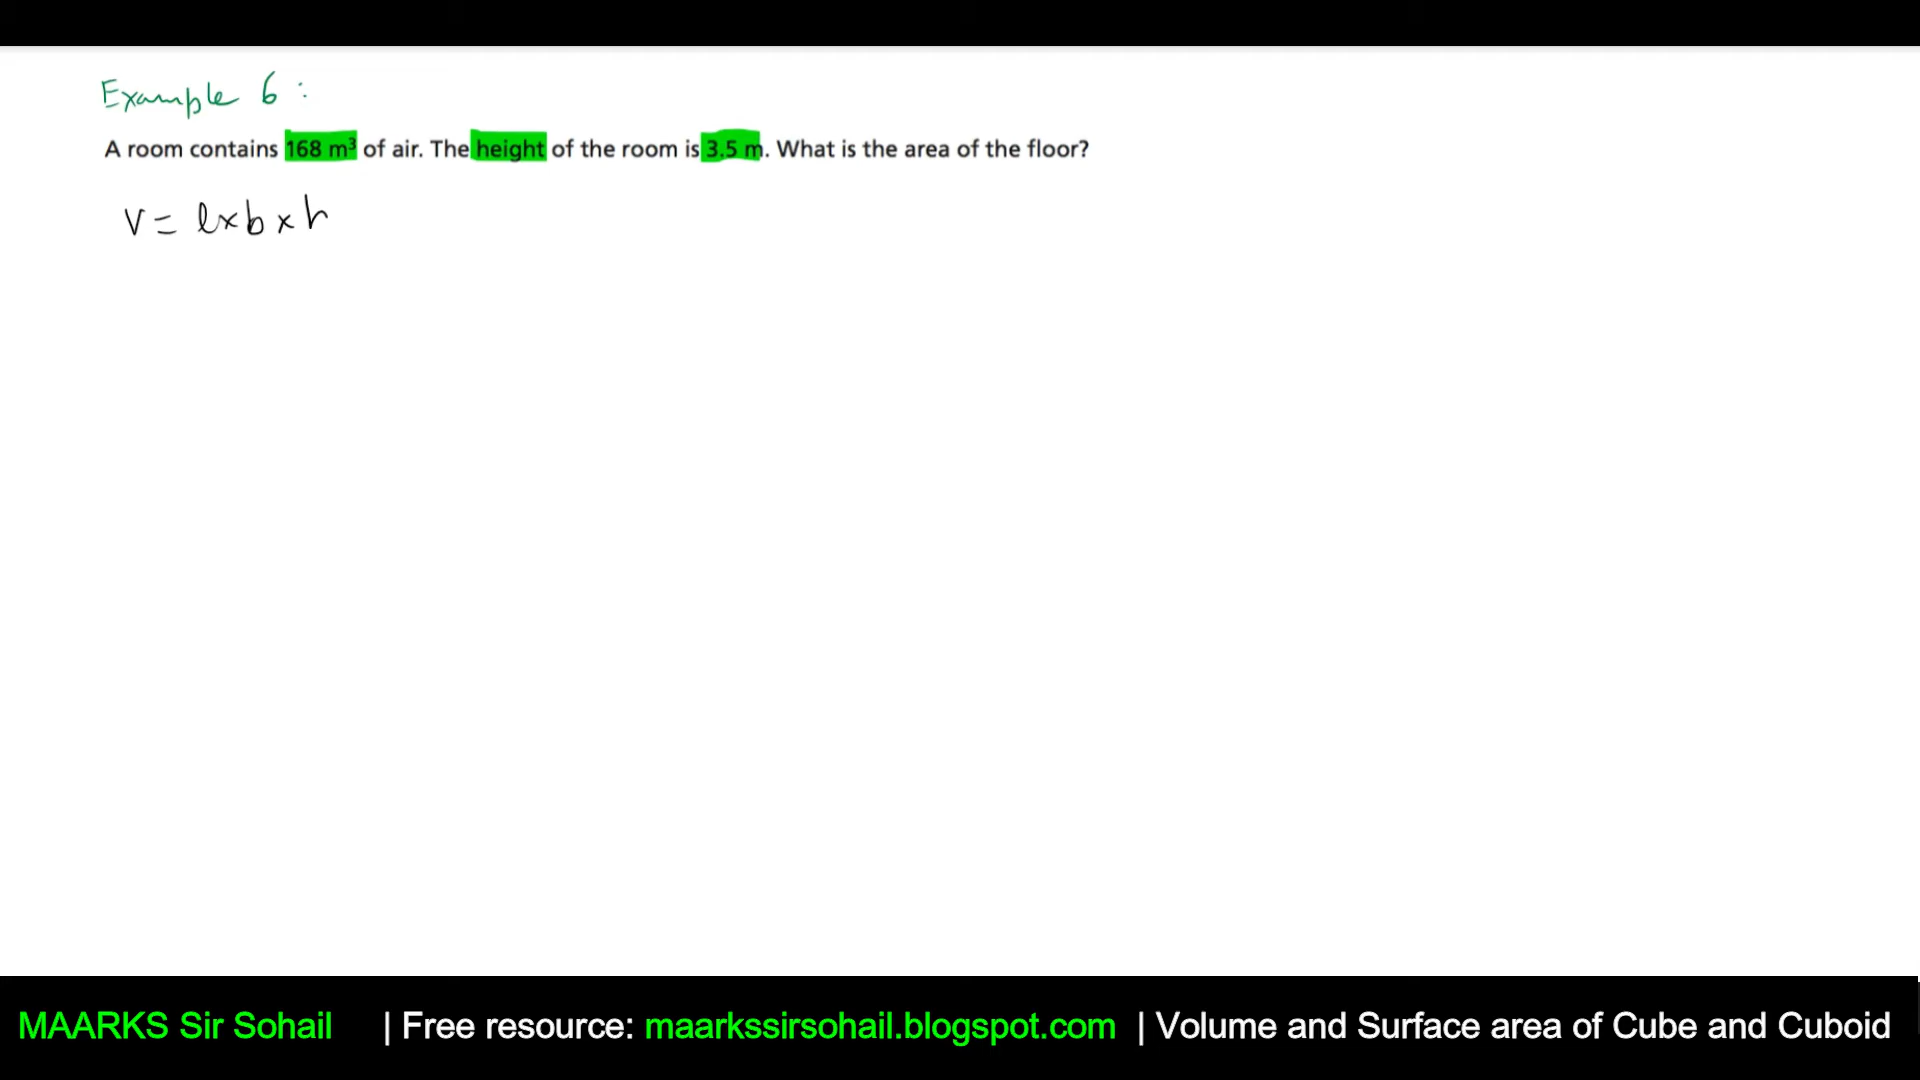 Example 6 :
A room contains 168 m³ of air. The height of the room is 3.5 m. What is the area of the floor?
V = l × b × h
MAARKS Sir Sohail | Free resource: maarkssirsohail.blogspot.com | Volume and Surface area of Cube and Cuboid